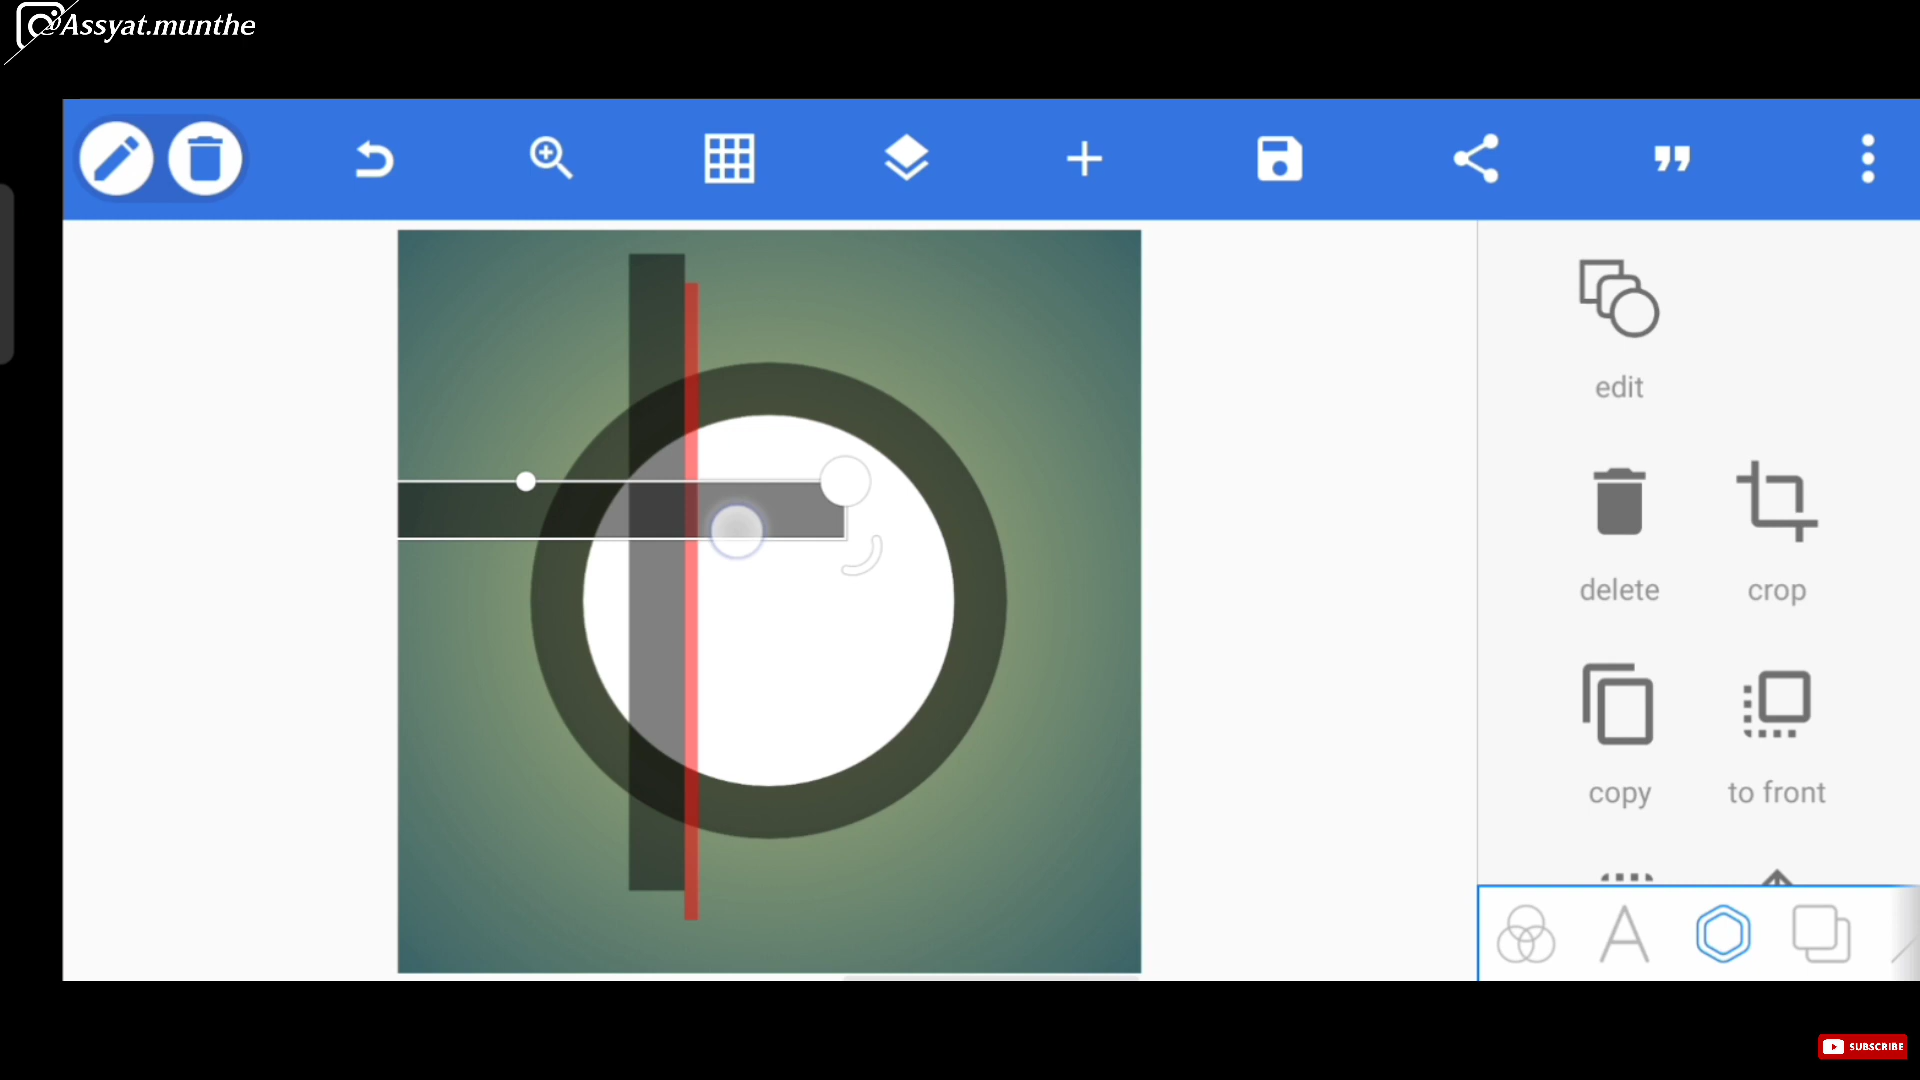 @Assyat.munthe
edit
delete crop
copy to front
SUBSCRIBE